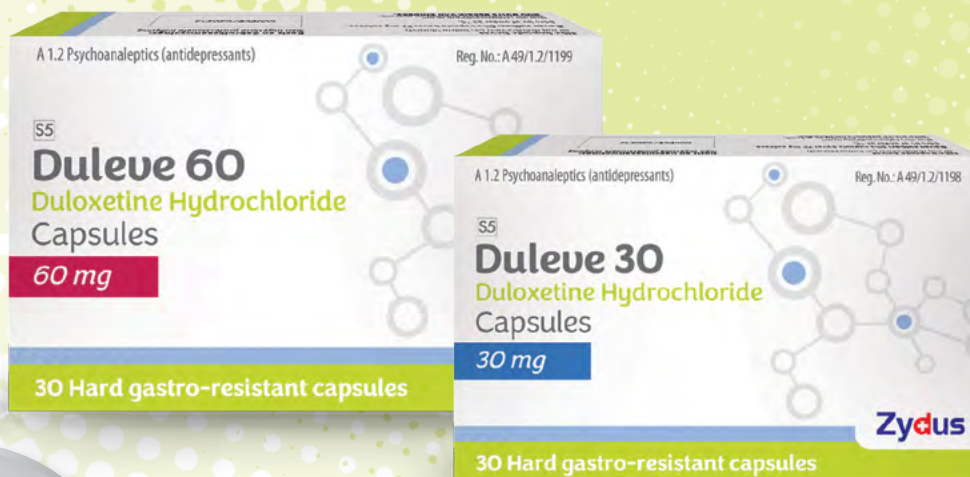 A 1.2 Psychoanaleptics (antidepressants)
Reg. No.: A 49/1.2/1199
S5
Duleve 60
Duloxetine Hydrochloride
Capsules
60 mg
30 Hard gastro-resistant capsules
A 1.2 Psychoanaleptics (antidepressants)
Reg. No.: A 49/1.2/1198
S5
Duleve 30
Duloxetine Hydrochloride
Capsules
30 mg
Zydus
30 Hard gastro-resistant capsules